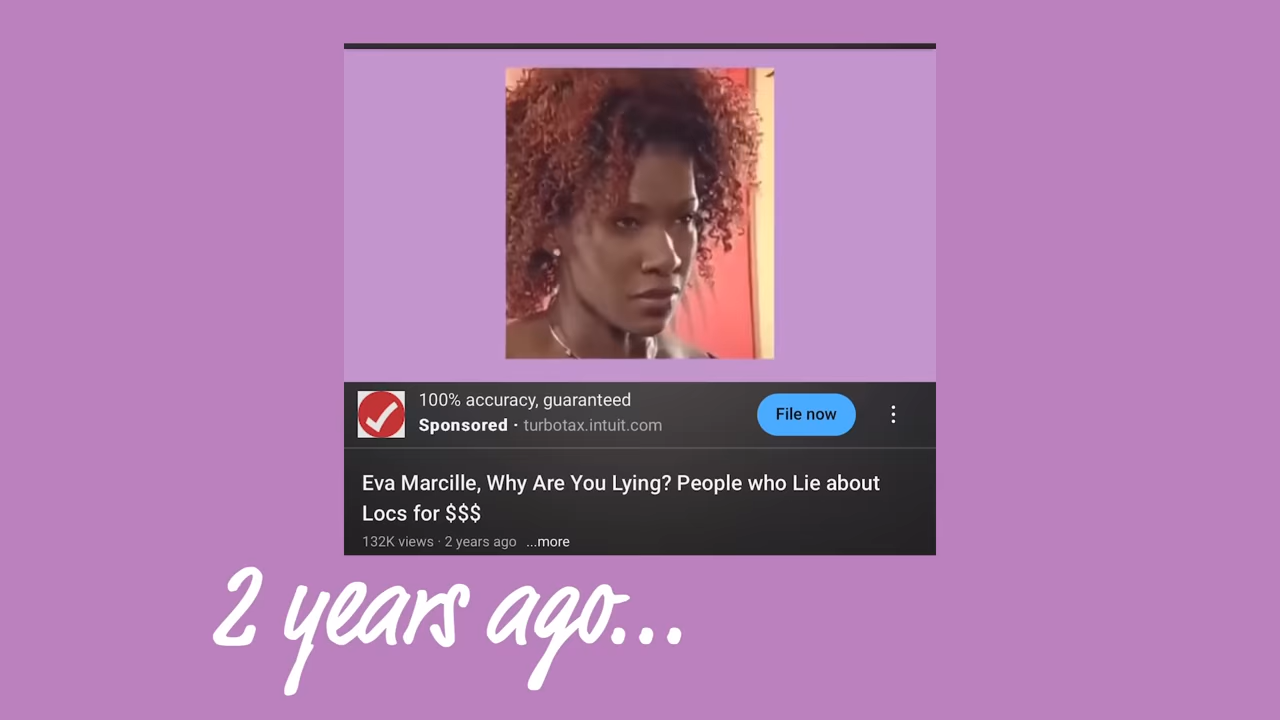 100% accuracy, guaranteed
Sponsored · turbotax.intuit.com
File now
Eva Marcille, Why Are You Lying? People who Lie about
Locs for $$$
132K views · 2 years ago ...more
2 years ago...